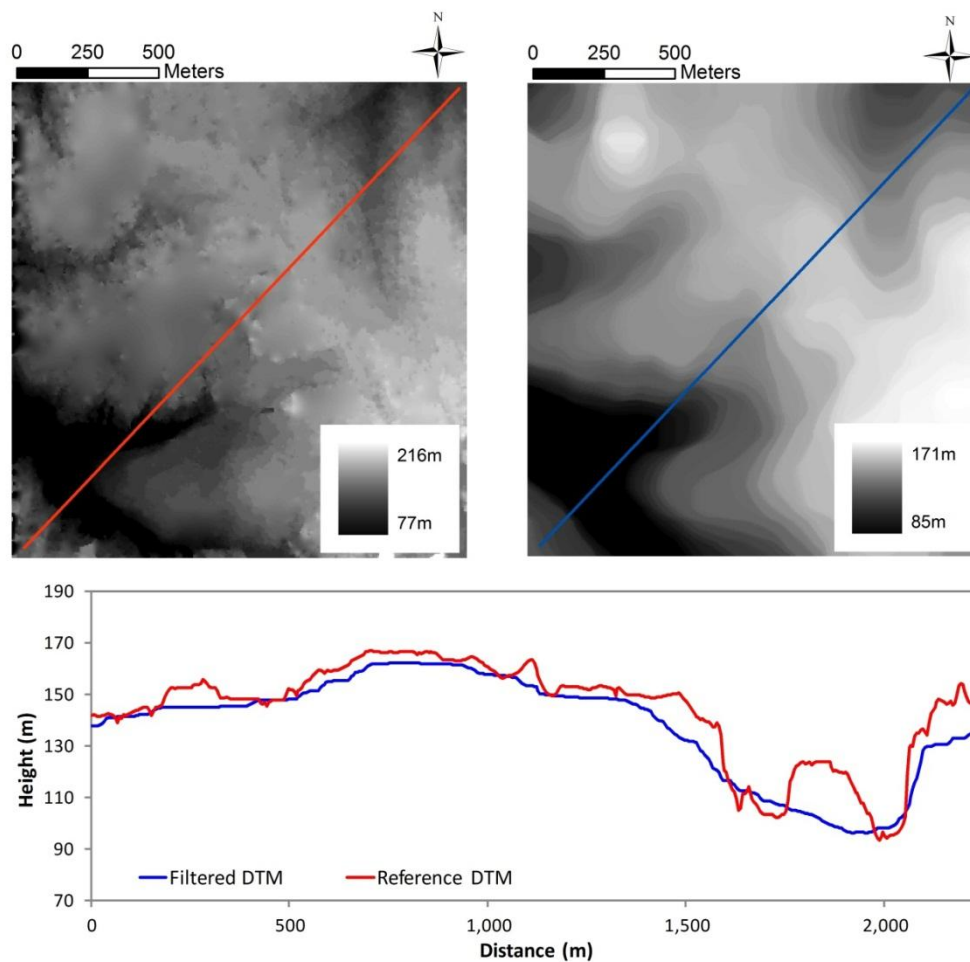 N
0 250 500
Meters
216m
77m
N
0 250 500
Meters
171m
85m
190
170
150
130
110
90
70
Height (m)
Filtered DTM Reference DTM
0 500 1,000 1,500 2,000
Distance (m)